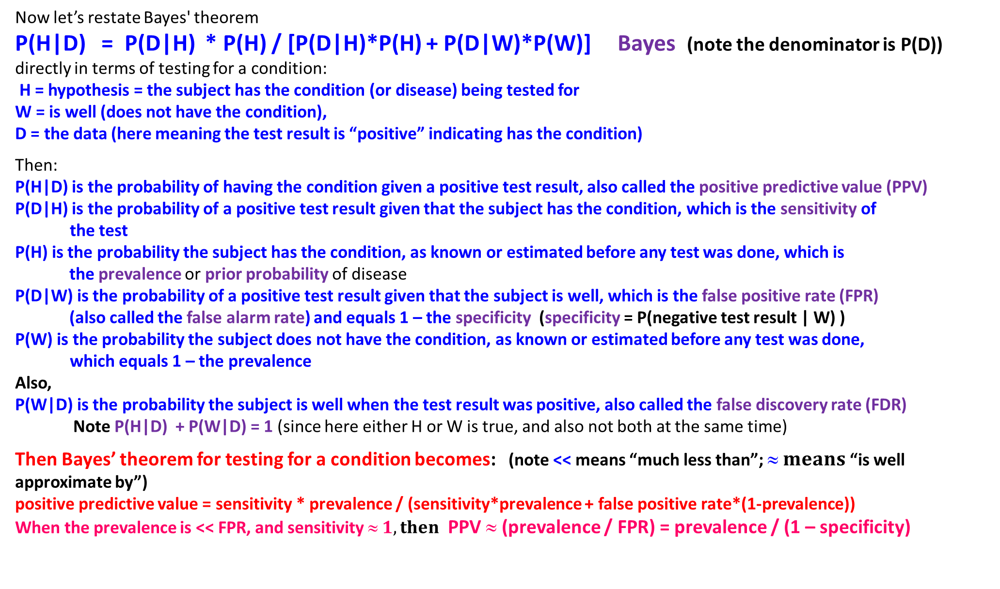 Now let’s restate Bayes' theorem
P(H|D) = P(D|H) * P(H) / [P(D|H)*P(H) + P(D|W)*P(W)] Bayes (note the denominator is P(D))
directly in terms of testing for a condition:
H = hypothesis = the subject has the condition (or disease) being tested for
W = is well (does not have the condition),
D = the data (here meaning the test result is “positive” indicating has the condition)
Then:
P(H|D) is the probability of having the condition given a positive test result, also called the positive predictive value (PPV)
P(D|H) is the probability of a positive test result given that the subject has the condition, which is the sensitivity of
the test
P(H) is the probability the subject has the condition, as known or estimated before any test was done, which is
the prevalence or prior probability of disease
P(D|W) is the probability of a positive test result given that the subject is well, which is the false positive rate (FPR)
(also called the false alarm rate) and equals 1 – the specificity (specificity = P(negative test result | W) )
P(W) is the probability the subject does not have the condition, as known or estimated before any test was done,
which equals 1 – the prevalence
Also,
P(W|D) is the probability the subject is well when the test result was positive, also called the false discovery rate (FDR)
Note P(H|D) + P(W|D) = 1 (since here either H or W is true, and also not both at the same time)
Then Bayes’ theorem for testing for a condition becomes: (note << means “much less than”; ≈ means “is well
approximate by”)
positive predictive value = sensitivity * prevalence / (sensitivity*prevalence + false positive rate*(1-prevalence))
When the prevalence is << FPR, and sensitivity ≈ 1, then PPV ≈ (prevalence / FPR) = prevalence / (1 – specificity)